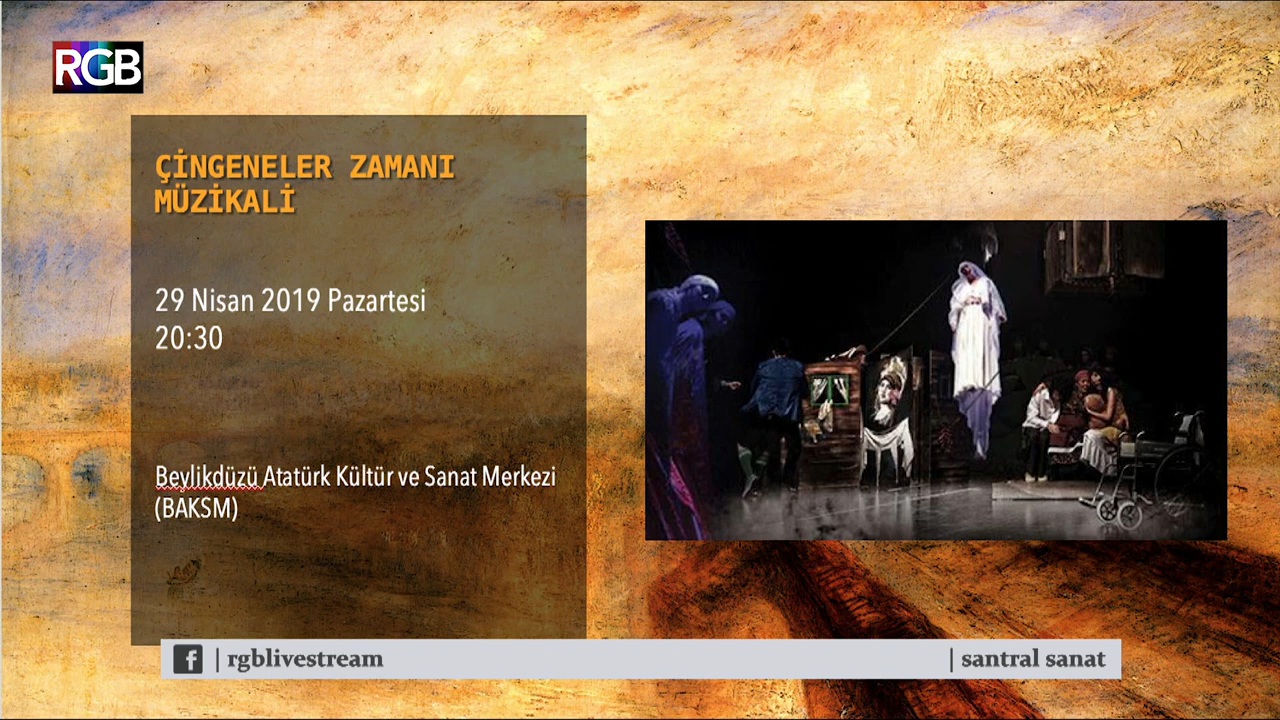 RGB
ÇİNGENELER ZAMANI
MÜZİKALİ
29 Nisan 2019 Pazartesi
20:30
Beylikdüzü Atatürk Kültür ve Sanat Merkezi
(BAKSM)
f | rgblivestream
| santral sanat